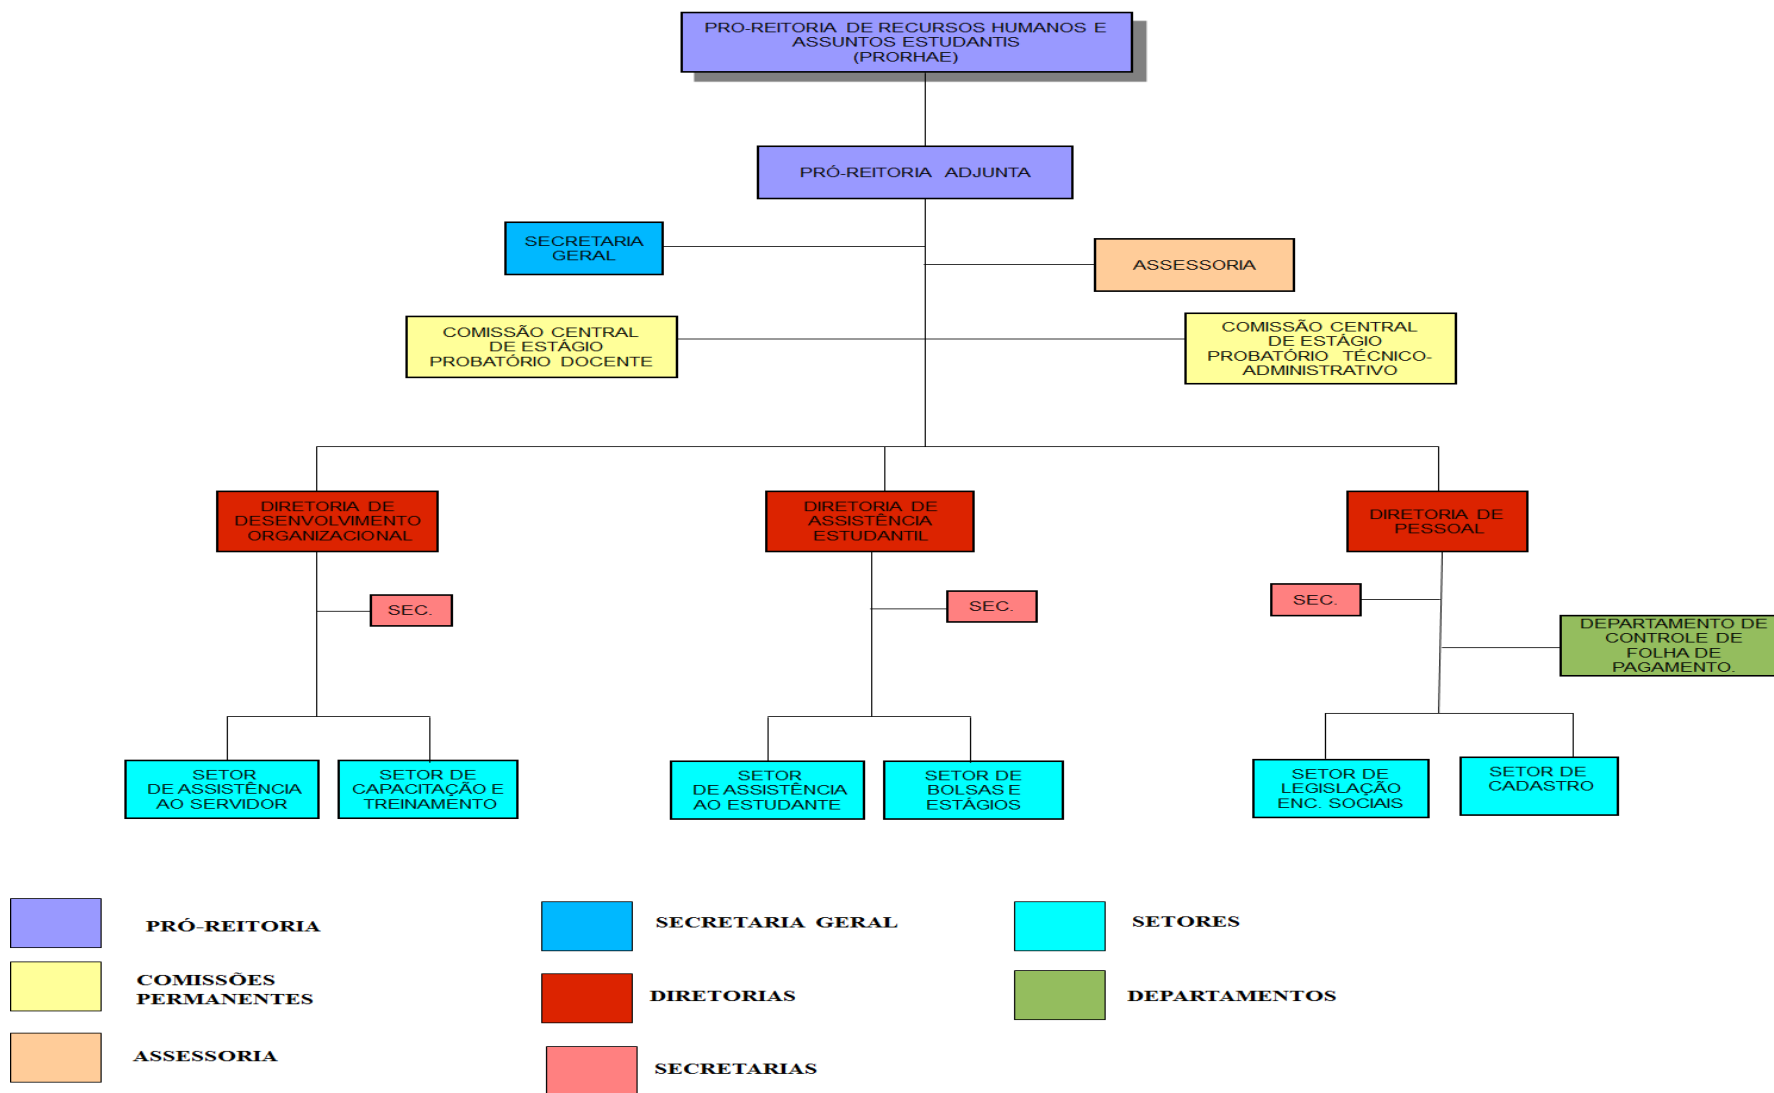 PRO-REITORIA DE RECURSOS HUMANOS E
ASSUNTOS ESTUDANTIS
(PRORHAE)
PRÓ-REITORIA ADJUNTA
SECRETARIA
GERAL
ASSESSORIA
COMISSÃO CENTRAL
DE ESTÁGIO
PROBATÓRIO DOCENTE
COMISSÃO CENTRAL
DE ESTÁGIO
PROBATÓRIO TÉCNICO-
ADMINISTRATIVO
DIRETORIA DE
DESENVOLVIMENTO
ORGANIZACIONAL
DIRETORIA DE
ASSISTÊNCIA
ESTUDANTIL
DIRETORIA DE
PESSOAL
SEC.
SEC.
SEC.
DEPARTAMENTO DE
CONTROLE DE
FOLHA DE
PAGAMENTO.
SETOR
DE ASSISTÊNCIA
AO SERVIDOR
SETOR DE
CAPACITAÇÃO E
TREINAMENTO
SETOR
DE ASSISTÊNCIA
AO ESTUDANTE
SETOR DE
BOLSAS E
ESTÁGIOS
SETOR DE
LEGISLAÇÃO
ENC. SOCIAIS
SETOR DE
CADASTRO
PRÓ-REITORIA
SECRETARIA GERAL
SETORES
COMISSÕES
PERMANENTES
DIRETORIAS
DEPARTAMENTOS
ASSESSORIA
SECRETARIAS